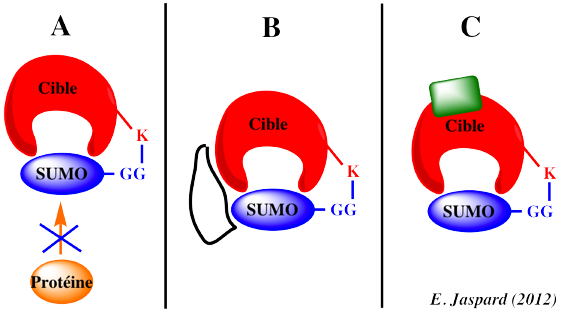 A
B
C
Cible
K
SUMO
GG
Protéine
Cible
K
SUMO
GG
Cible
K
SUMO
GG
E. Jaspard (2012)